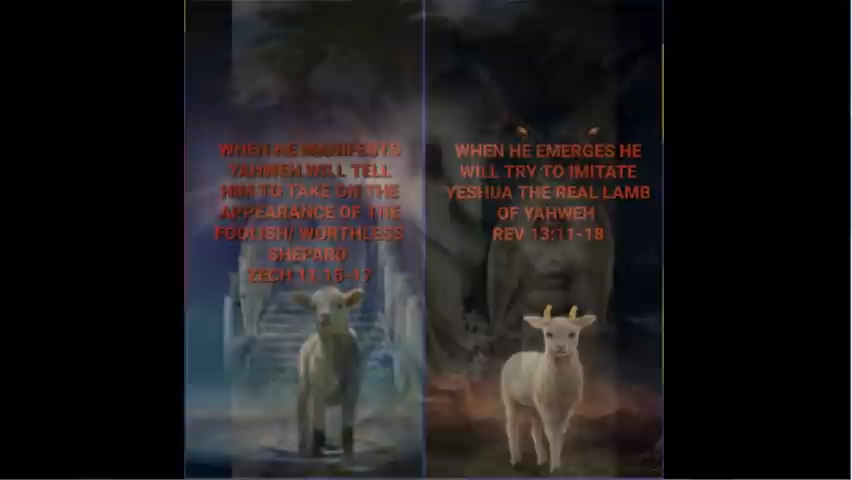 WHEN HE MANIFESTS
YAHWEH WILL TELL
HIM TO TAKE ON THE
APPEARANCE OF THE
FOOLISH/ WORTHLESS
SHEPARD
ZECH 11:15-17
WHEN HE EMERGES HE
WILL TRY TO IMITATE
YESHUA THE REAL LAMB
OF YAHWEH
REV 13:11-18